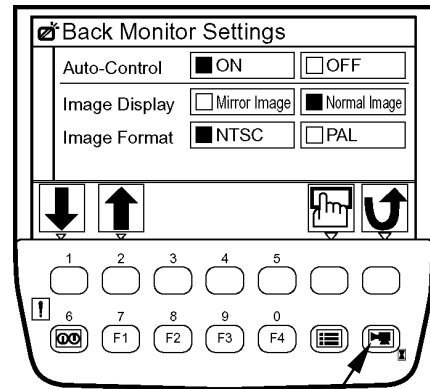 Back Monitor Settings
Auto-Control ON OFF
Image Display Mirror Image Normal Image
Image Format NTSC PAL
1 2 3 4 5
! 6 7 8 9 0
F1 F2 F3 F4